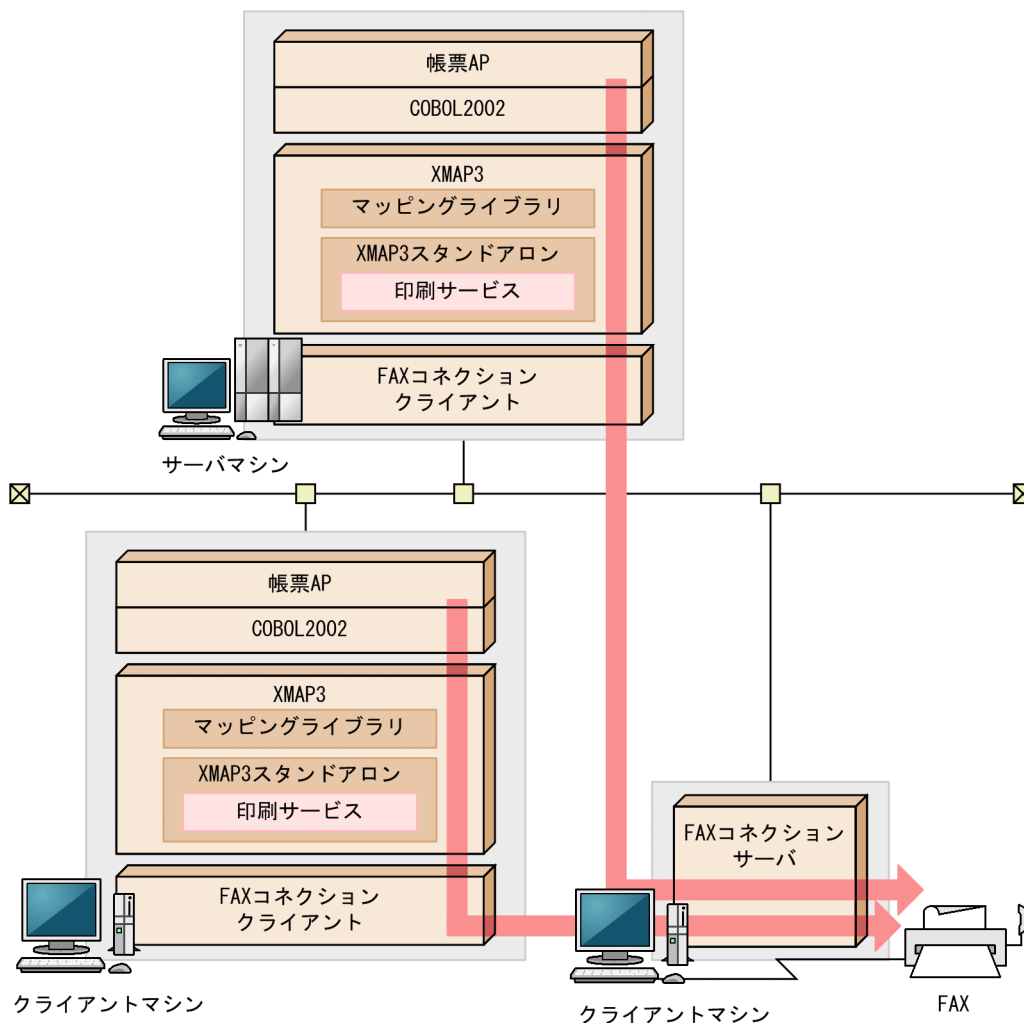 帳票AP
COBOL2002
XMAP3
マッピングライブラリ
XMAP3スタンドアロン
印刷サービス
FAXコネクション
クライアント
サーバマシン
帳票AP
COBOL2002
XMAP3
マッピングライブラリ
XMAP3スタンドアロン
印刷サービス
FAXコネクション
クライアント
クライアントマシン
FAXコネクション
サーバ
クライアントマシン
FAX